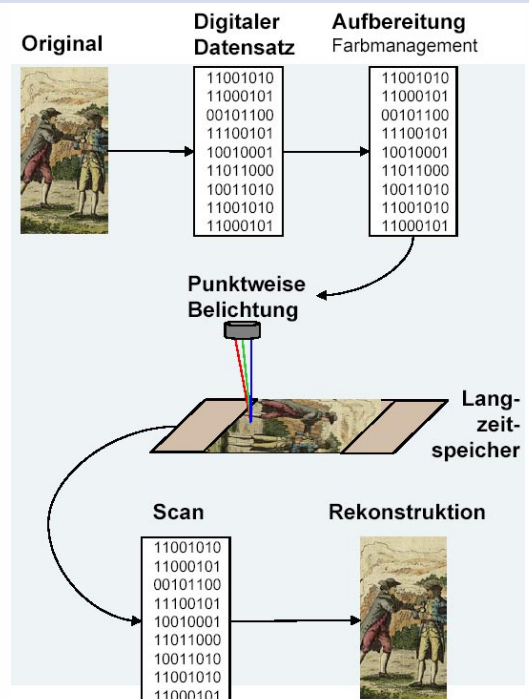 Original
Digitaler
Datensatz
Aufbereitung
Farbmanagement
11001010
11000101
00101100
11100101
10010001
11011000
10011010
11001010
11000101
11001010
11000101
00101100
11100101
10010001
11011000
10011010
11001010
11000101
Punktweise
Belichtung
Lang-
zeit-
speicher
Scan
11001010
11000101
00101100
11100101
10010001
11011000
10011010
11001010
11000101
Rekonstruktion